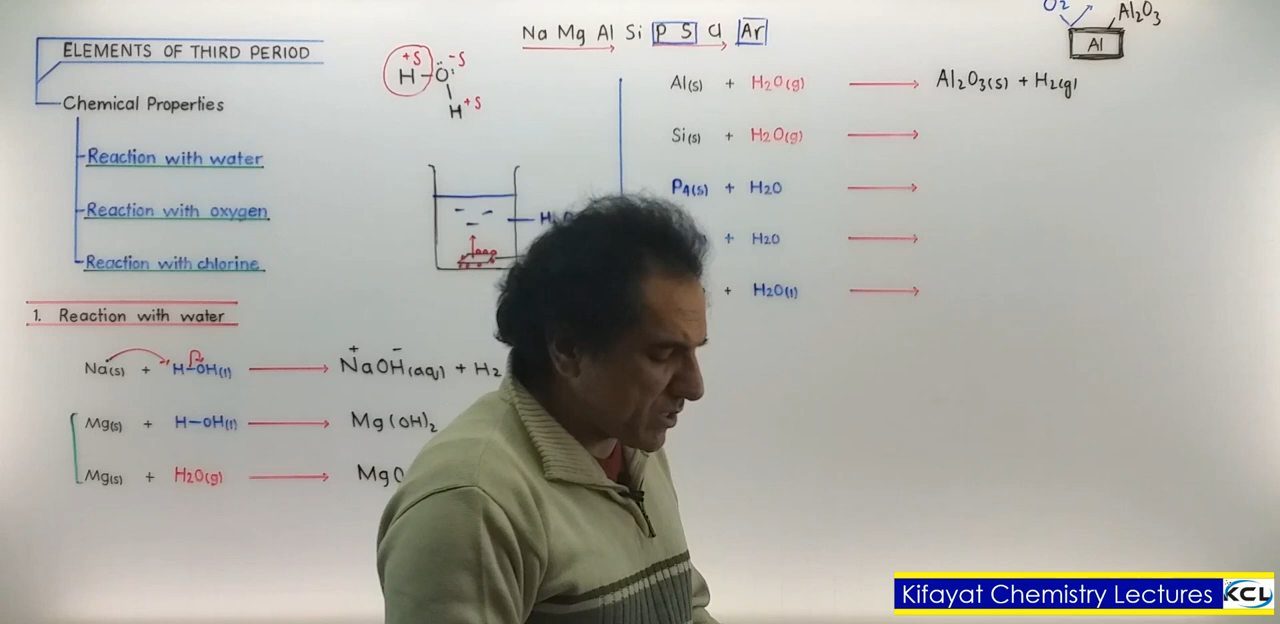 ELEMENTS OF THIRD PERIOD
Chemical Properties
Reaction with water
Reaction with oxygen
Reaction with chlorine
1. Reaction with water
Na(s) + H-OH(l) → NaOH(aq) + H2
Mg(s) + H-OH(l) → Mg(OH)2
Mg(s) + H2O(g) → MgO
+δ -δ
H-Ö:
H +δ
Na Mg Al Si P S Cl Ar
O2 Al2O3
Al
Al(s) + H2O(g) → Al2O3(s) + H2(g)
Si(s) + H2O(g) →
P4(s) + H2O →
+ H2O →
+ H2O(l) →
Kifayat Chemistry Lectures KCL